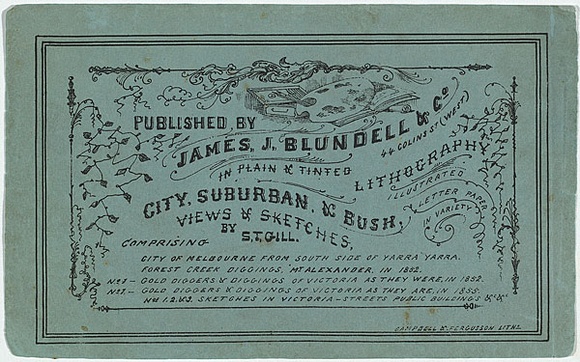 PUBLISHED BY
JAMES J. BLUNDELL & Co
44 COLINS ST (WEST)
IN PLAIN & TINTED
LITHOGRAPHY
CITY, SUBURBAN, & BUSH,
ILLUSTRATED
LETTER PAPER
IN VARIETY
VIEWS & SKETCHES,
BY
S.T.GILL.
COMPRISING
CITY OF MELBOURNE FROM SOUTH SIDE OF YARRA YARRA.
FOREST CREEK DIGGINGS, MT ALEXANDER, IN 1852.
No 1 — GOLD DIGGERS & DIGGINGS OF VICTORIA AS THEY WERE, IN 1852.
No 2. — GOLD DIGGERS & DIGGINGS OF VICTORIA AS THEY ARE, IN 1855.
1.2.&3. SKETCHES IN VICTORIA — STREETS PUBLIC BUILDINGS &c &c
CAMPBELL & FERGUSSON LITH.